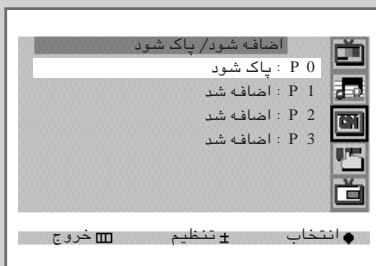 اضافه شود/ پاک شود
P 0 : پاک شود
P 1 : اضافه شد
P 2 : اضافه شد
P 3 : اضافه شد
انتخاب ± تنظیم خروج